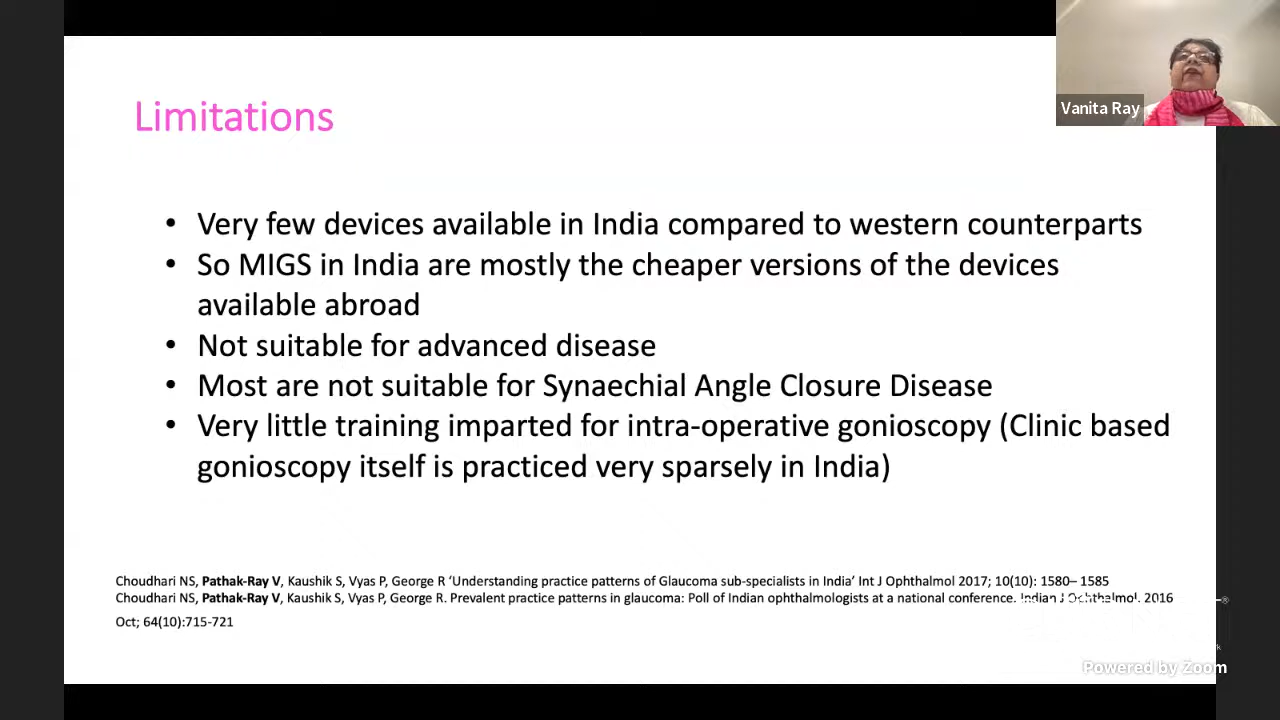 Vanita Ray
Limitations
• Very few devices available in India compared to western counterparts
• So MIGS in India are mostly the cheaper versions of the devices
available abroad
• Not suitable for advanced disease
• Most are not suitable for Synaechial Angle Closure Disease
• Very little training imparted for intra-operative gonioscopy (Clinic based
gonioscopy itself is practiced very sparsely in India)
Choudhari NS, Pathak-Ray V, Kaushik S, Vyas P, George R ‘Understanding practice patterns of Glaucoma sub-specialists in India’ Int J Ophthalmol 2017; 10(10): 1580– 1585
Choudhari NS, Pathak-Ray V, Kaushik S, Vyas P, George R. Prevalent practice patterns in glaucoma: Poll of Indian ophthalmologists at a national conference. Indian J Ophthalmol. 2016
Oct; 64(10):715-721
Powered by Zoom